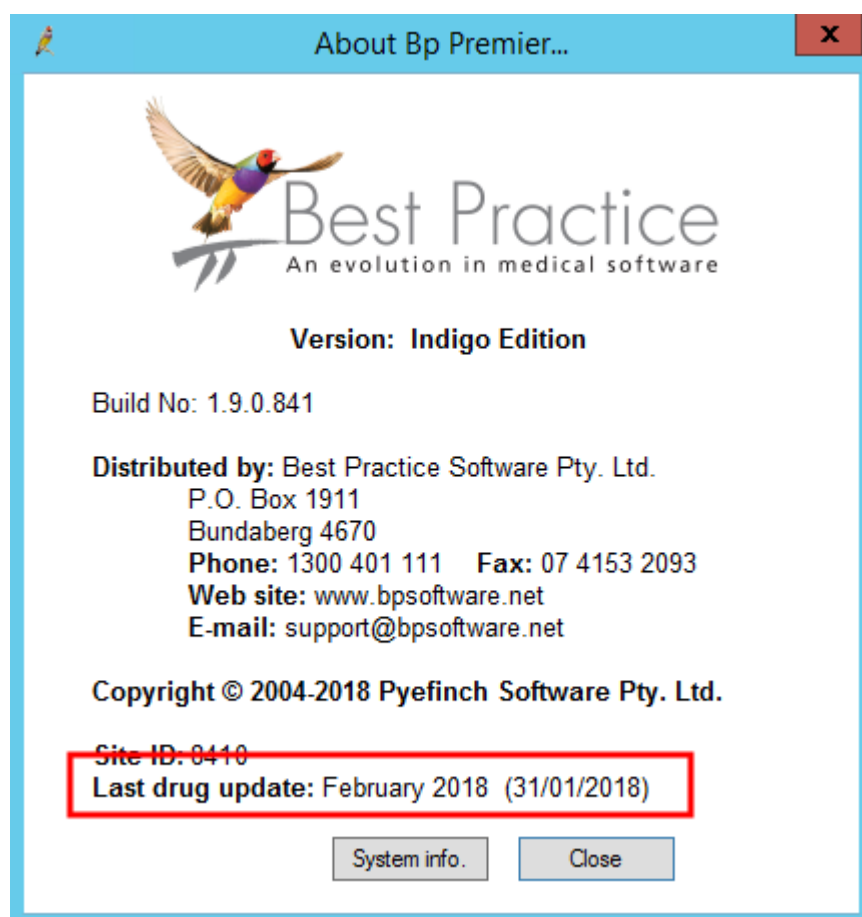 About Bp Premier...
x
Best Practice
An evolution in medical software
Version: Indigo Edition
Build No: 1.9.0.841
Distributed by: Best Practice Software Pty. Ltd.
P.O. Box 1911
Bundaberg 4670
Phone: 1300 401 111 Fax: 07 4153 2093
Web site: www.bpsoftware.net
E-mail: support@bpsoftware.net
Copyright © 2004-2018 Pyefinch Software Pty. Ltd.
Site ID: 8410
Last drug update: February 2018 (31/01/2018)
System info. Close